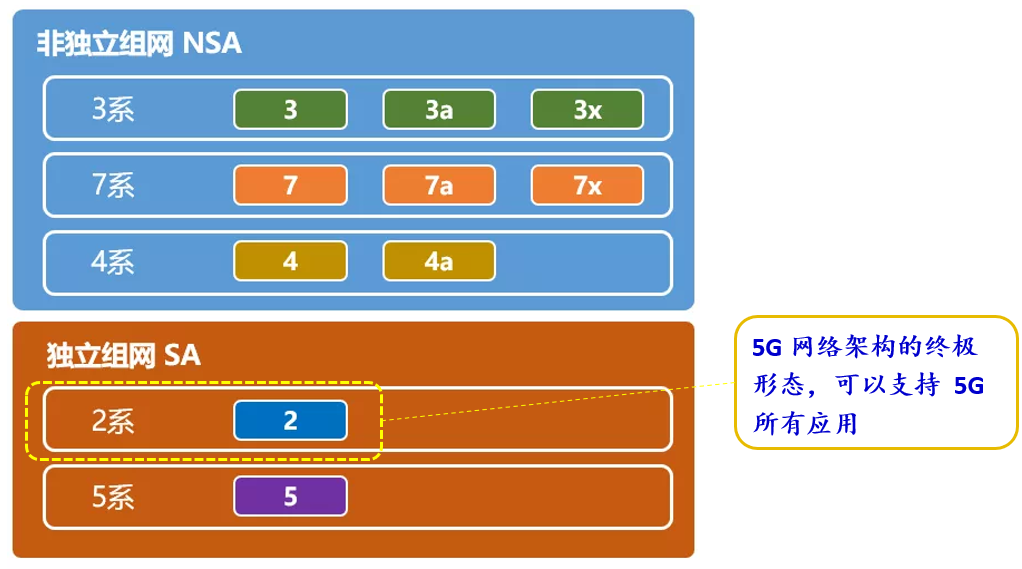 非独立组网 NSA
3系 3 3a 3x
7系 7 7a 7x
4系 4 4a
独立组网 SA
2系 2
5系 5
5G 网络架构的终极
形态，可以支持 5G
所有应用